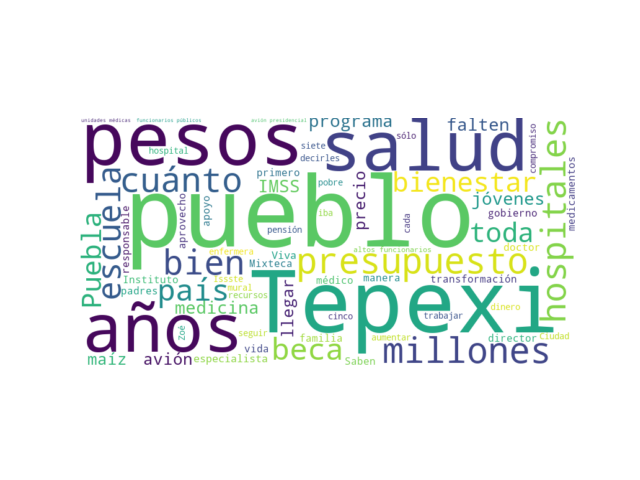 unidades médicas funcionarios públicos avión presidencial programa falten
pesos salud
hospital siete sólo compromiso
decirles
escuela cuánto primero IMSS pobre precio bienestar jóvenes hospitales medicamentos
Puebla responsable aprovecho apoyo pueblo iba cada gobierno
pensión toda doctor
enfermera altos funcionarios
bien Mixteca Viva presupuesto
Instituto Issste médico manera transformación
padres país mural recursos llegar Tepexi
medicina cinco trabajar dinero
años Zoé seguir familia aumentar director Ciudad
maíz avión vida beca millones
especialista Saben